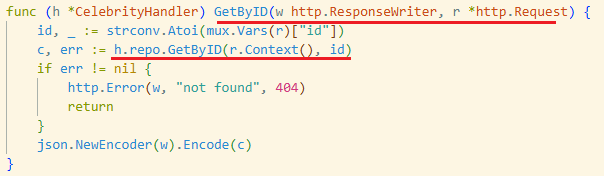 func (h *CelebrityHandler) GetByID(w http.ResponseWriter, r *http.Request) {
    id, _ := strconv.Atoi(mux.Vars(r)["id"])
    c, err := h.repo.GetByID(r.Context(), id)
    if err != nil {
        http.Error(w, "not found", 404)
        return
    }
    json.NewEncoder(w).Encode(c)
}